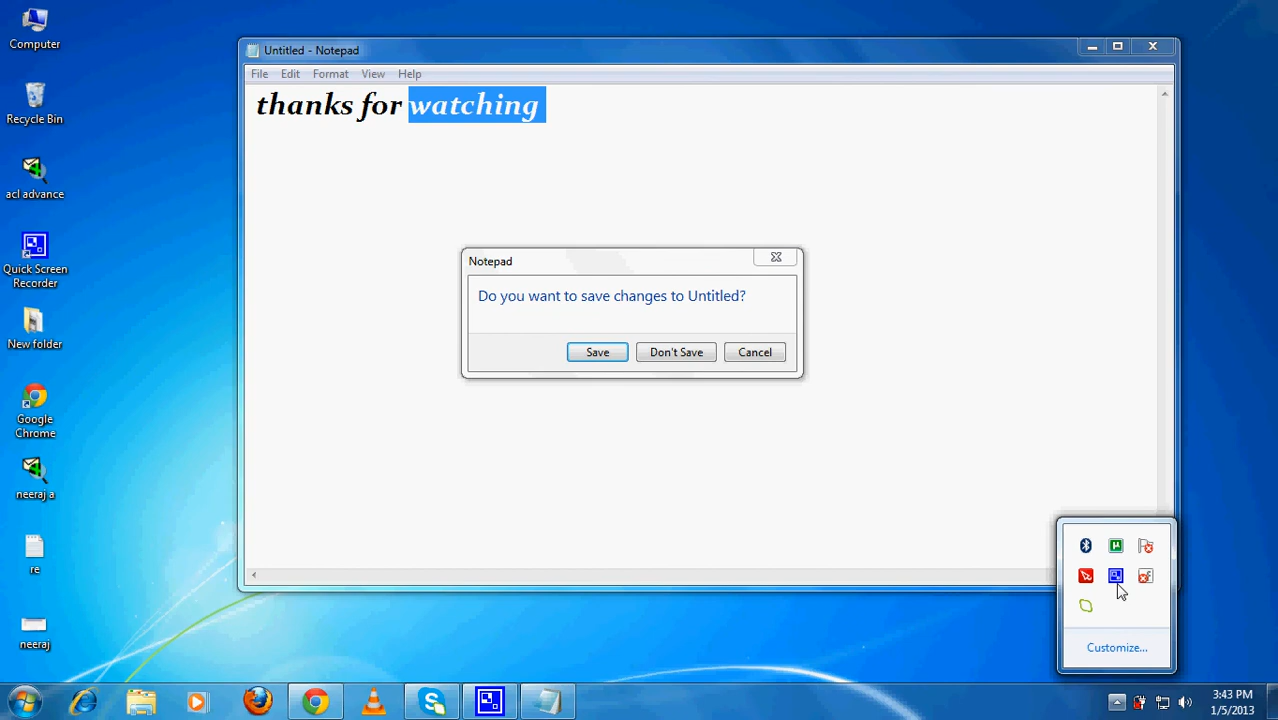 Computer
Recycle Bin
acl advance
Quick Screen
Recorder
New folder
Google
Chrome
neeraj a
re
neeraj
Untitled - Notepad
File Edit Format View Help
thanks for watching
Notepad
Do you want to save changes to Untitled?
Save Don't Save Cancel
Customize...
3:43 PM
1/5/2013